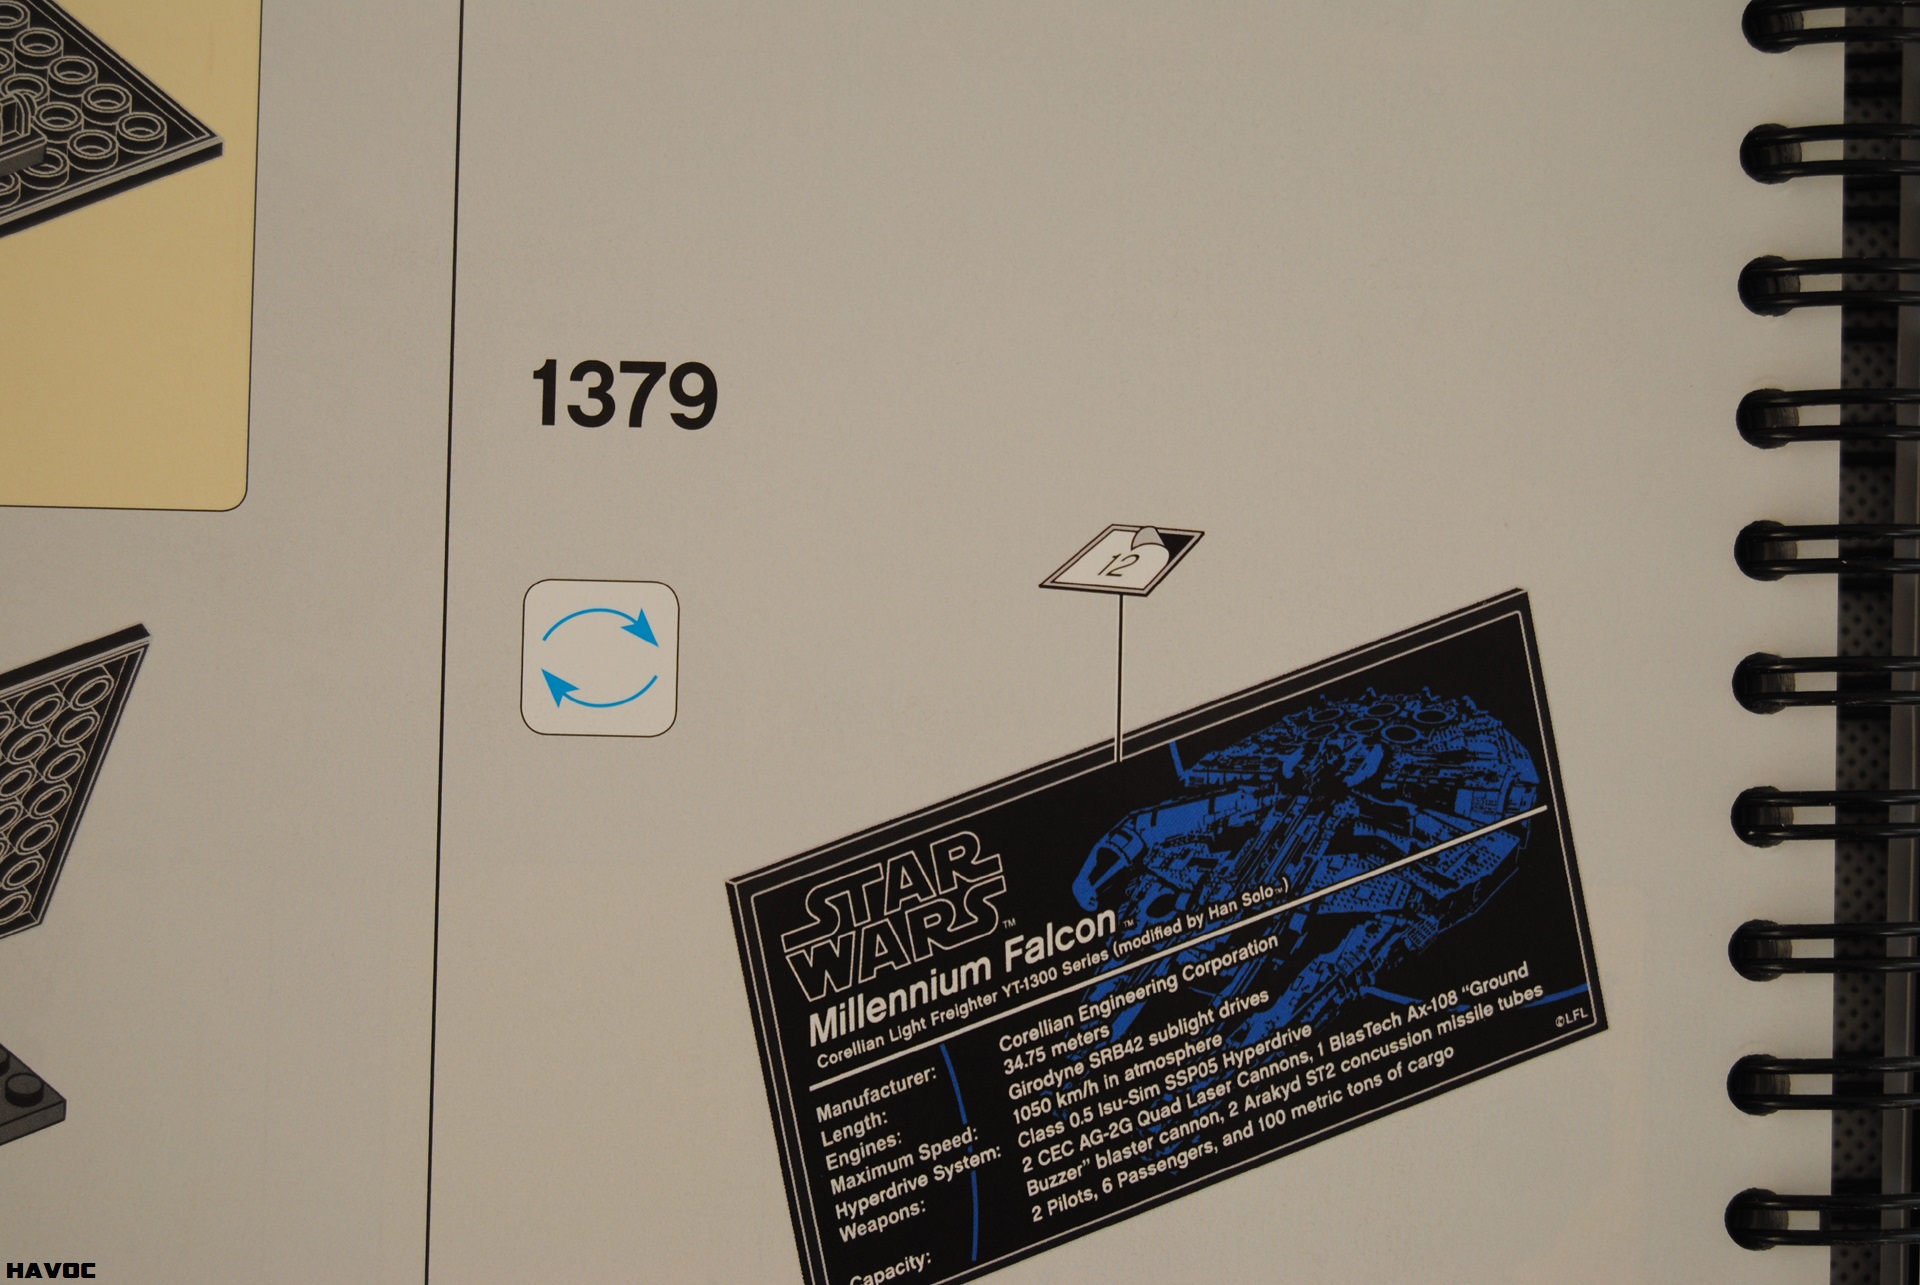 1379
12
STAR
WARS™
Millennium Falcon™
Corellian Light Freighter YT-1300 Series (modified by Han Solo™)
Manufacturer: Corellian Engineering Corporation
Length: 34.75 meters
Engines: Girodyne SRB42 sublight drives
Maximum Speed: 1050 km/h in atmosphere
Hyperdrive System: Class 0.5 Isu-Sim SSP05 Hyperdrive
Weapons: 2 CEC AG-2G Quad Laser Cannons, 1 BlasTech Ax-108 “Ground
Buzzer” blaster cannon, 2 Arakyd ST2 concussion missile tubes
Capacity: 2 Pilots, 6 Passengers, and 100 metric tons of cargo
©LFL
HAVOC